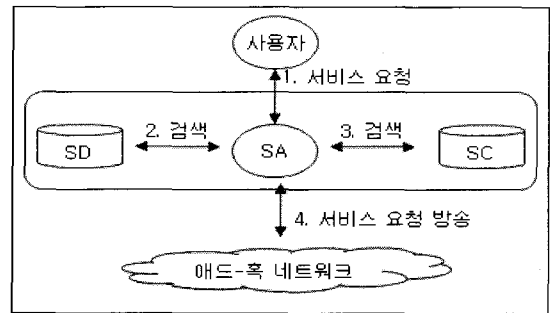 사용자
1. 서비스 요청
2. 검색
3. 검색
SD
SA
SC
4. 서비스 요청 방송
애드-혹 네트워크